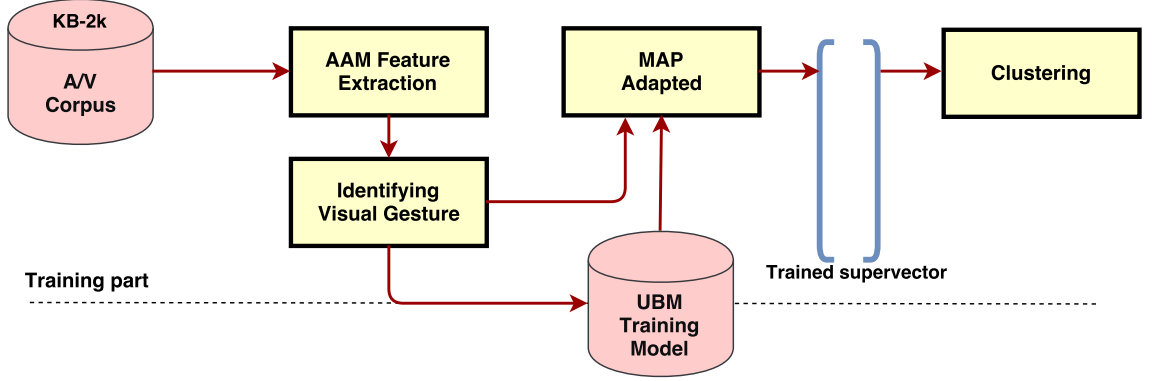 KB-2k
A/V
Corpus
AAM Feature
Extraction
Identifying
Visual Gesture
MAP
Adapted
Clustering
Trained supervector
Training part
UBM
Training
Model